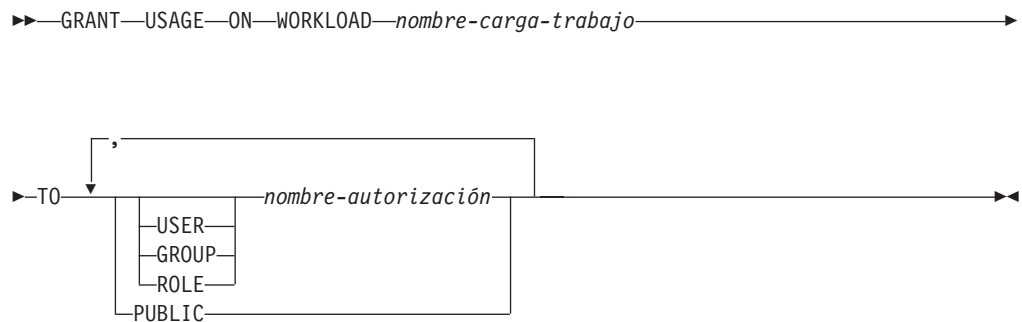 GRANT USAGE ON WORKLOAD nombre-carga-trabajo
,
TO nombre-autorización
USER
GROUP
ROLE
PUBLIC